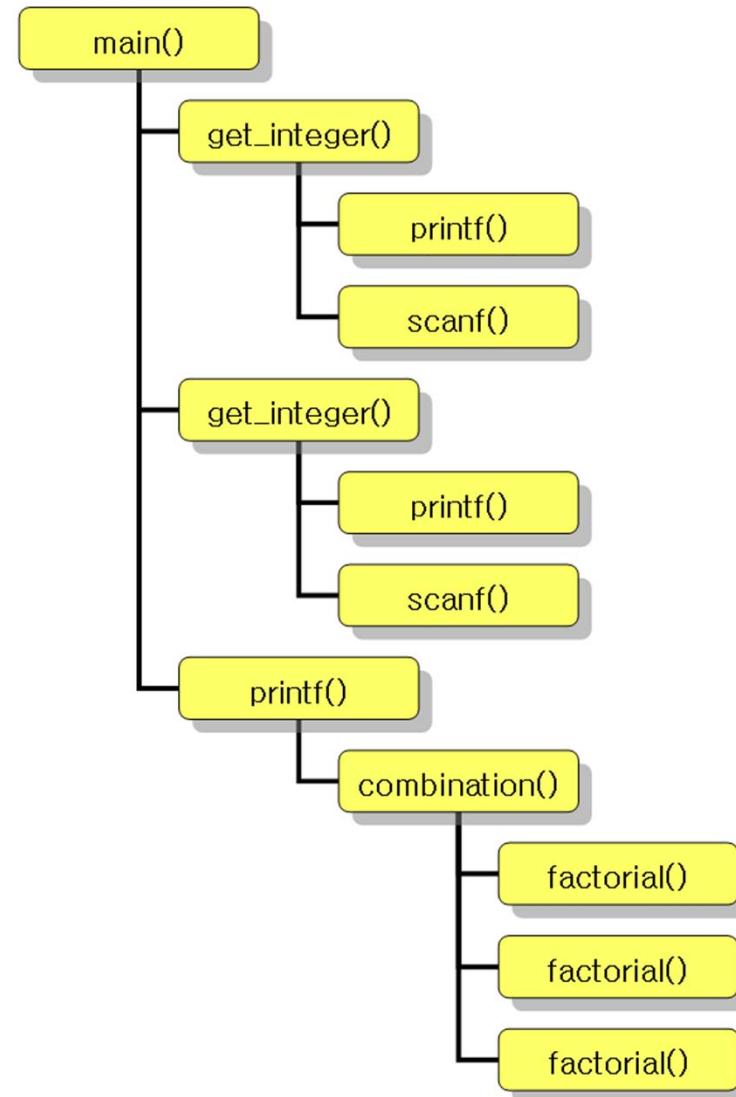 main()
get_integer()
printf()
scanf()
get_integer()
printf()
scanf()
printf()
combination()
factorial()
factorial()
factorial()